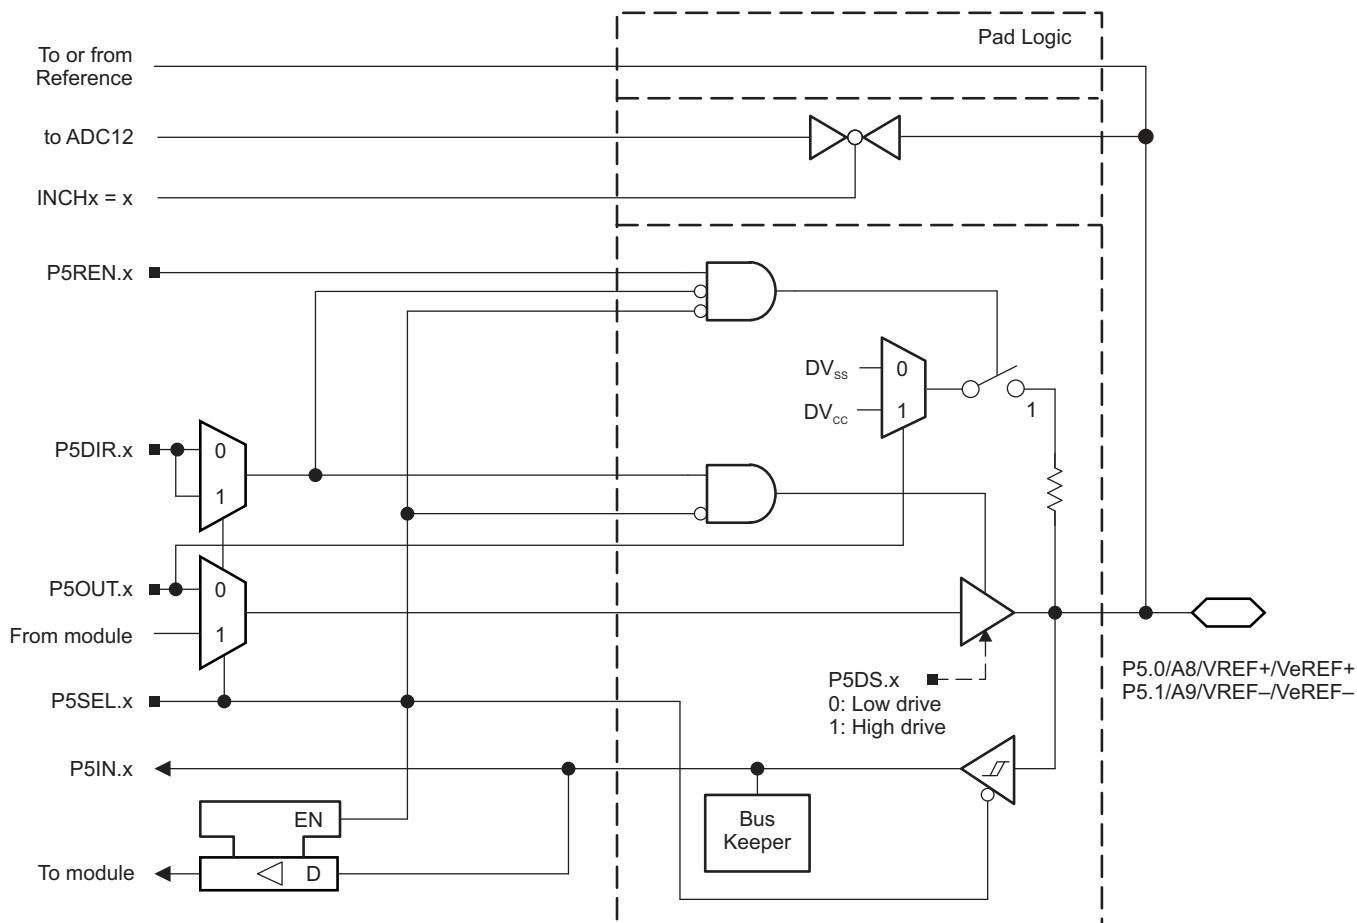 Pad Logic
To or from
Reference
to ADC12
INCHx = x
P5REN.x
DVss
0
DVcc
1
1
P5DIR.x
0
1
P5OUT.x
0
From module
1
P5SEL.x
P5DS.x
0: Low drive
1: High drive
P5.0/A8/VREF+/VeREF+
P5.1/A9/VREF–/VeREF–
P5IN.x
Bus
Keeper
EN
To module
D